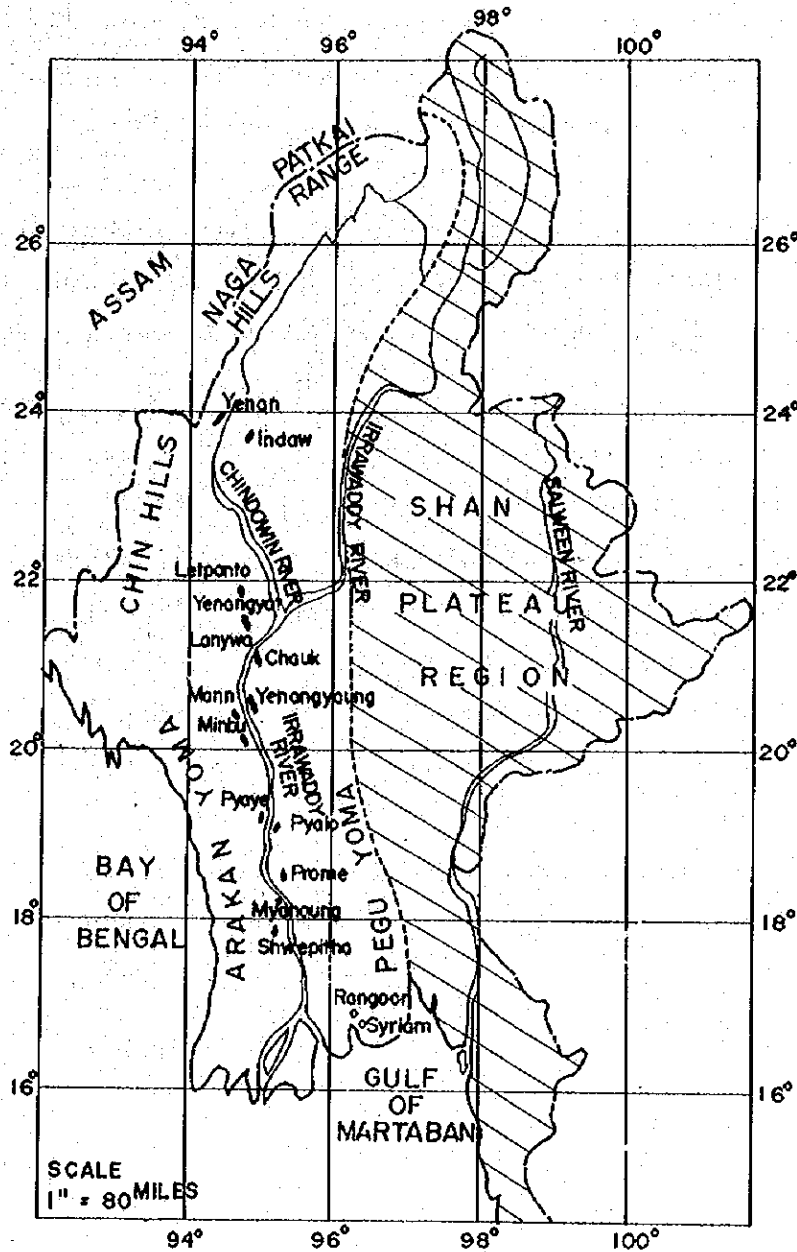 94° 96° 98° 100°
PATKAI
RANGE
26° 26°
ASSAM
NAGA
HILLS
24° 24°
Yenan
Indaw
CHIN HILLS
CHINDOWIN RIVER
IRRAWADDY RIVER
SHAN
SALWEEN RIVER
22° 22°
Letpanto
Yenangyat
PLATEA
Lanywa
Chauk
REGION
Mann
Yenangyaung
Minbu
20° 20°
IRRAWADDY
RIVER
ARAKAN YOMA
Pyaye
Pyalo
PEGU YOMA
Prome
BAY
OF
BENGAL
18° 18°
Myanaung
Shwepitha
Rangoon
Syriam
16° 16°
GULF
OF
MARTABAN
SCALE
1" = 80 MILES
94° 96° 98° 100°